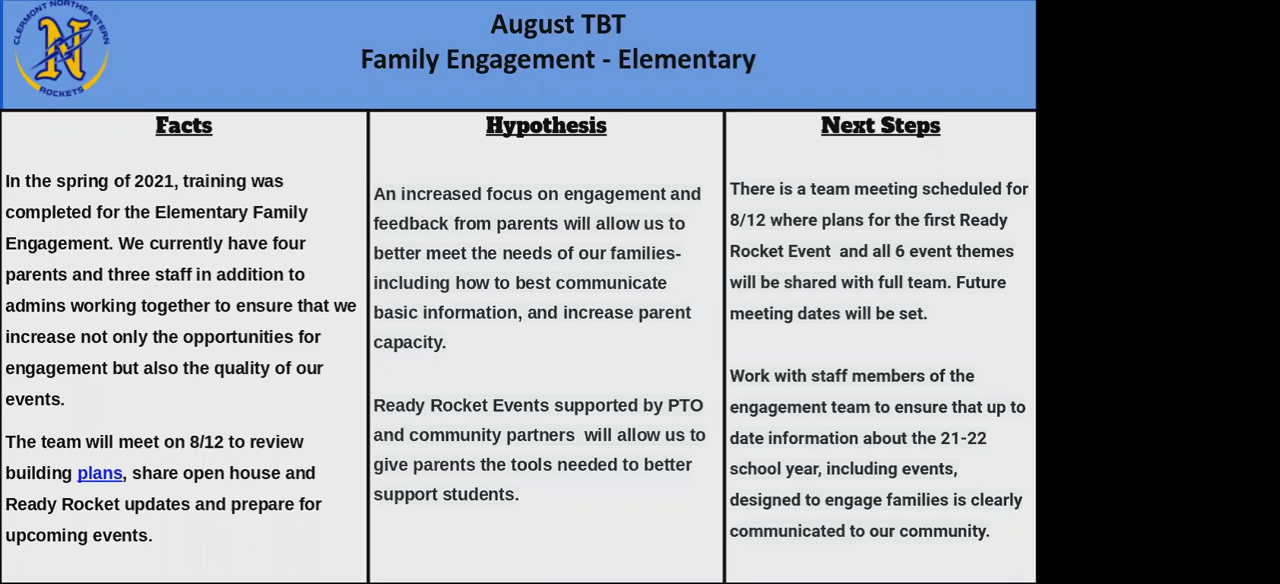 CLERMONT NORTHEASTERN
N
ROCKETS
August TBT
Family Engagement - Elementary
Facts
In the spring of 2021, training was
completed for the Elementary Family
Engagement. We currently have four
parents and three staff in addition to
admins working together to ensure that we
increase not only the opportunities for
engagement but also the quality of our
events.
The team will meet on 8/12 to review
building plans, share open house and
Ready Rocket updates and prepare for
upcoming events.
Hypothesis
An increased focus on engagement and
feedback from parents will allow us to
better meet the needs of our families-
including how to best communicate
basic information, and increase parent
capacity.
Ready Rocket Events supported by PTO
and community partners  will allow us to
give parents the tools needed to better
support students.
Next Steps
There is a team meeting scheduled for
8/12 where plans for the first Ready
Rocket Event  and all 6 event themes
will be shared with full team. Future
meeting dates will be set.
Work with staff members of the
engagement team to ensure that up to
date information about the 21-22
school year, including events,
designed to engage families is clearly
communicated to our community.